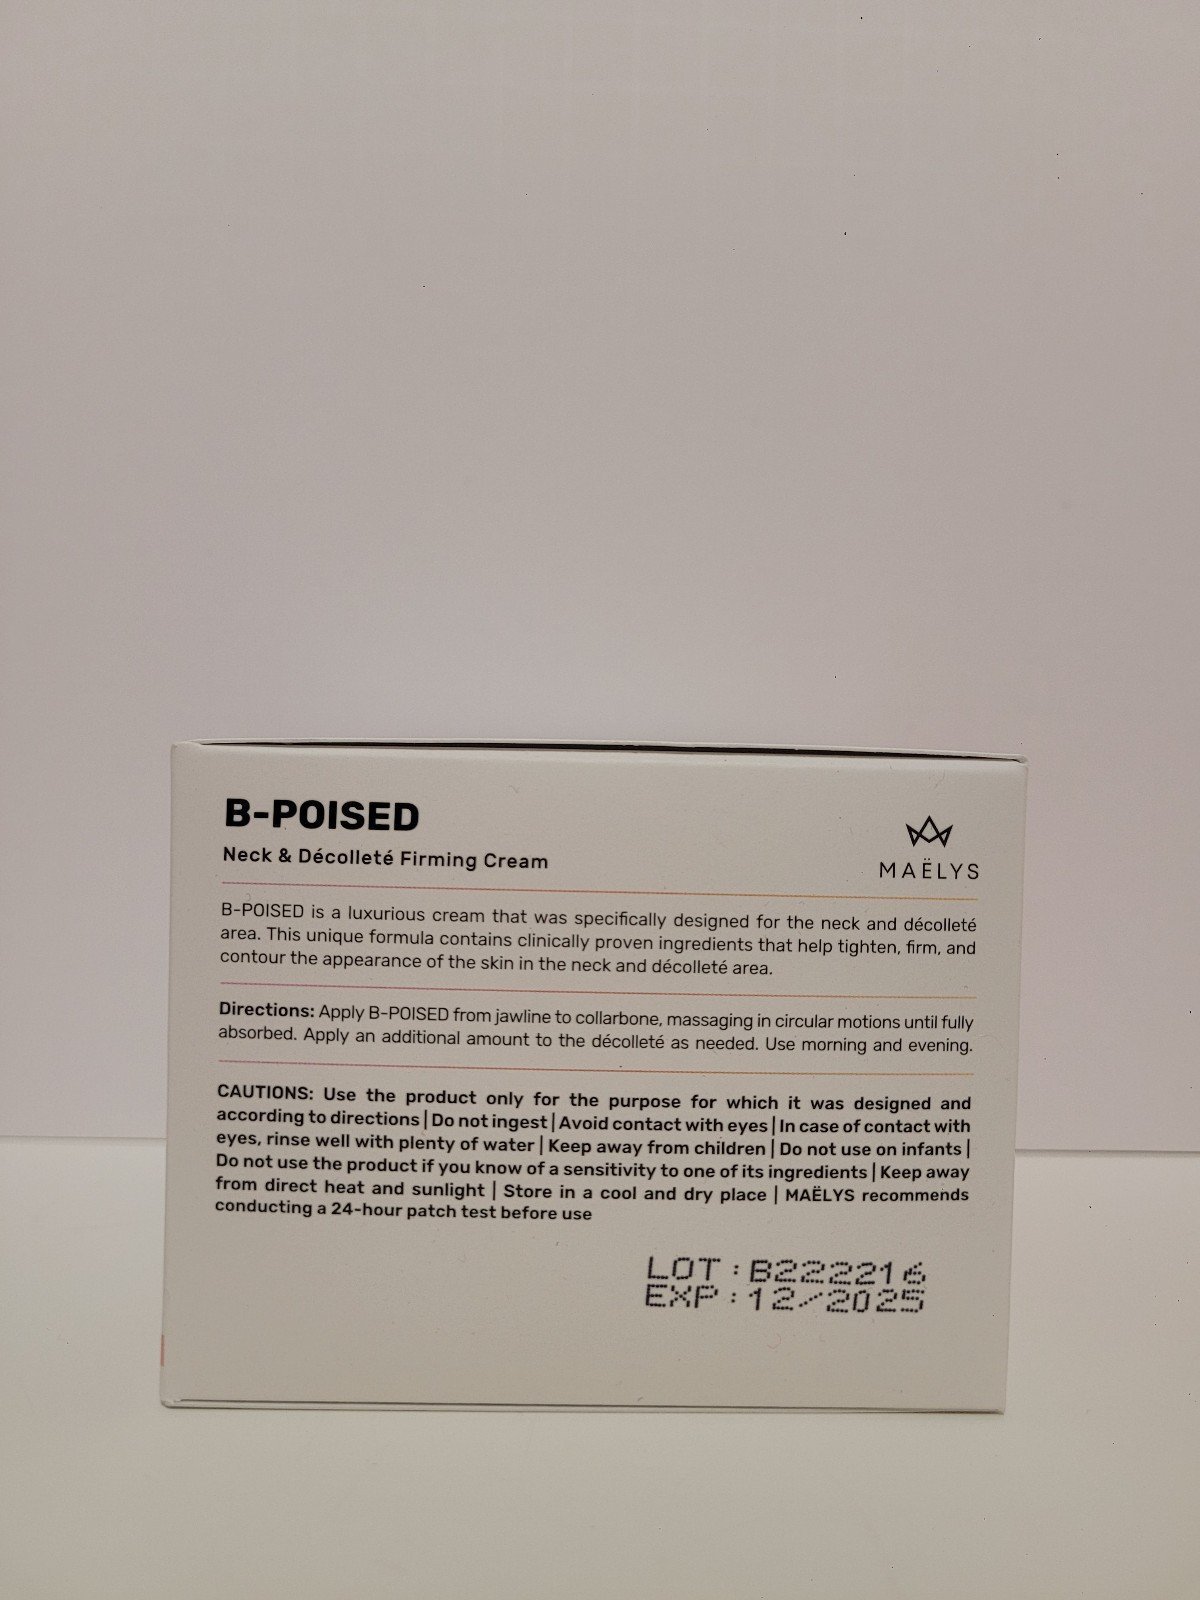 B-POISED
Neck & Décolleté Firming Cream
MAËLYS
B-POISED is a luxurious cream that was specifically designed for the neck and décolleté
area. This unique formula contains clinically proven ingredients that help tighten, firm, and
contour the appearance of the skin in the neck and décolleté area.
Directions: Apply B-POISED from jawline to collarbone, massaging in circular motions until fully
absorbed. Apply an additional amount to the décolleté as needed. Use morning and evening.
CAUTIONS: Use the product only for the purpose for which it was designed and
according to directions | Do not ingest | Avoid contact with eyes | In case of contact with
eyes, rinse well with plenty of water | Keep away from children | Do not use on infants |
Do not use the product if you know of a sensitivity to one of its ingredients | Keep away
from direct heat and sunlight | Store in a cool and dry place | MAËLYS recommends
conducting a 24-hour patch test before use
LOT : B222216
EXP : 12/2025